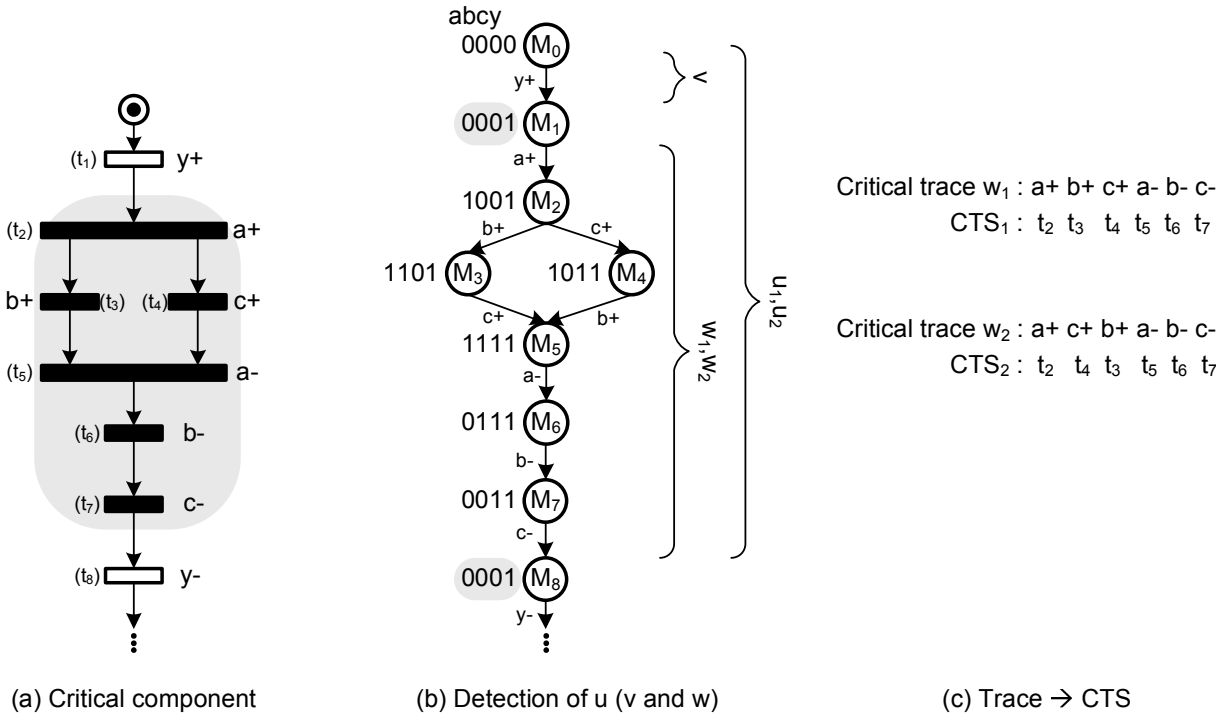 (t₁) y+
(t₂) a+
b+ (t₃) (t₄) c+
(t₅) a-
(t₆) b-
(t₇) c-
(t₈) y-
(a) Critical component
abcy
0000 M₀
y+
0001 M₁
a+
1001 M₂
b+ c+
1101 M₃ 1011 M₄
c+ b+
1111 M₅
a-
0111 M₆
b-
0011 M₇
c-
0001 M₈
y-
v
w₁,w₂
u₁,u₂
(b) Detection of u (v and w)
Critical trace w₁ : a+ b+ c+ a- b- c-
CTS₁ : t₂ t₃ t₄ t₅ t₆ t₇
Critical trace w₂ : a+ c+ b+ a- b- c-
CTS₂ : t₂ t₄ t₃ t₅ t₆ t₇
(c) Trace → CTS